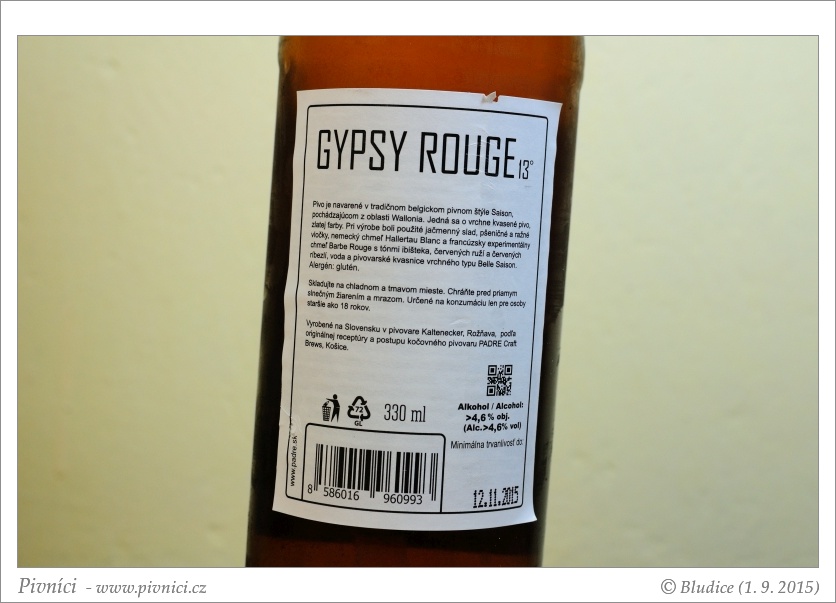 GYPSY ROUGE 13°
Pivo je navarené v tradičnom belgickom pivnom štýle Saison,
pochádzajúcom z oblasti Wallonia. Jedná sa o vrchne kvasené pivo,
zlatej farby. Pri výrobe boli použité jačmenný slad, pšeničné a ražné
vločky, nemecký chmeľ Hallertau Blanc a francúzsky experimentálny
chmeľ Barbe Rouge s tónmi ibišteka, červených ruží a červených
ríbezlí, voda a pivovarské kvasnice vrchného typu Belle Saison.
Alergén: glutén.
Skladujte na chladnom a tmavom mieste. Chráňte pred priamym
slnečným žiarením a mrazom. Určené na konzumáciu len pre osoby
staršie ako 18 rokov.
Vyrobené na Slovensku v pivovare Kaltenecker, Rožňava, podľa
originálnej receptúry a postupu kočovného pivovaru PADRE Craft
Brews, Košice.
72
GL
330 ml
Alkohol / Alcohol:
>4,6 % obj.
(Alc.>4,6% vol)
Minimálna trvanlivosť do:
12.11.2015
www.padre.sk
8 586016 960993
Pivníci - www.pivnici.cz
© Bludice (1. 9. 2015)